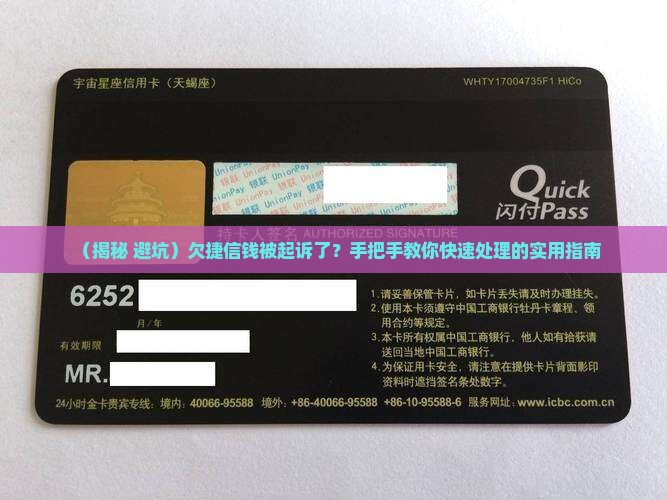 宇宙星座信用卡（天蝎座）
WHTY17004735F1 HiCo
UnionPay 银联 UnionPay 银联 UnionPay
Quick
闪付Pass
持卡人签名 AUTHORIZED SIGNATURE
（揭秘 避坑）欠捷信钱被起诉了？手把手教你快速处理的实用指南
6252
月/年
有效期限
MR.
1.请妥善保管卡片，如卡片丢失请及时办理挂失。
2.使用本卡须遵守中国工商银行牡丹卡章程、领
用合约等规定。
3.本卡所有权属中国工商银行，他人如有拾获请
送回当地中国工商银行。
4.为保证用卡安全，请注意在提供卡片背面影印
资料时遮挡签名条处数字。
24小时金卡贵宾专线：境内：40066-95588 境外：+86-40066-95588 +86-10-95588-6 服务网址：www.icbc.com.cn